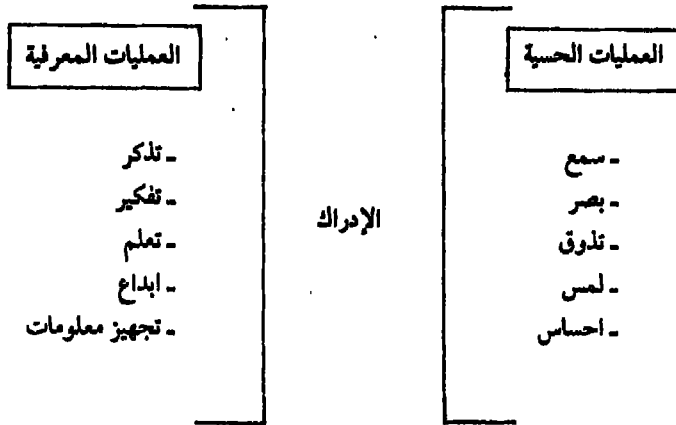 العمليات الحسية
- سمع
- بصر
- تذوق
- لمس
- احساس
الإدراك
العمليات المعرفية
- تذكر
- تفكير
- تعلم
- ابداع
- تجهيز معلومات